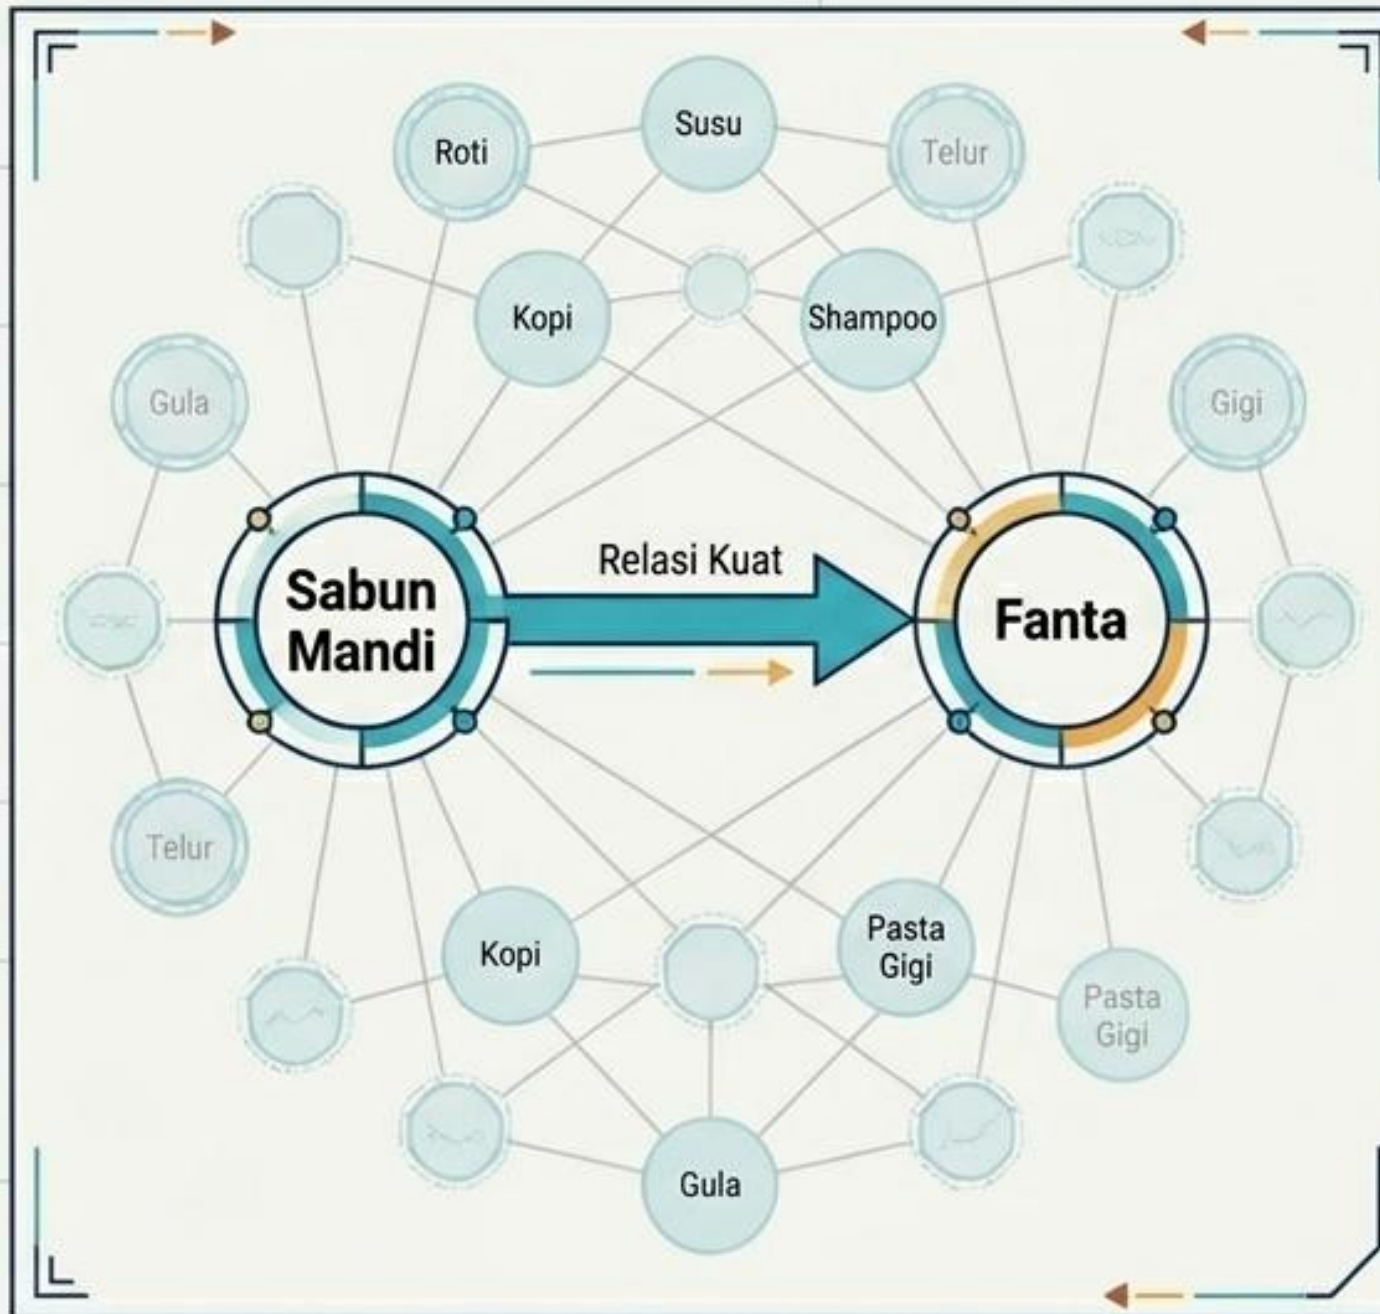 Susu
Roti
Telur
Kopi
Shampoo
Gula
Gigi
Relasi Kuat
Sabun
Mandi
Fanta
Telur
Kopi
Pasta
Gigi
Pasta
Gigi
Gula